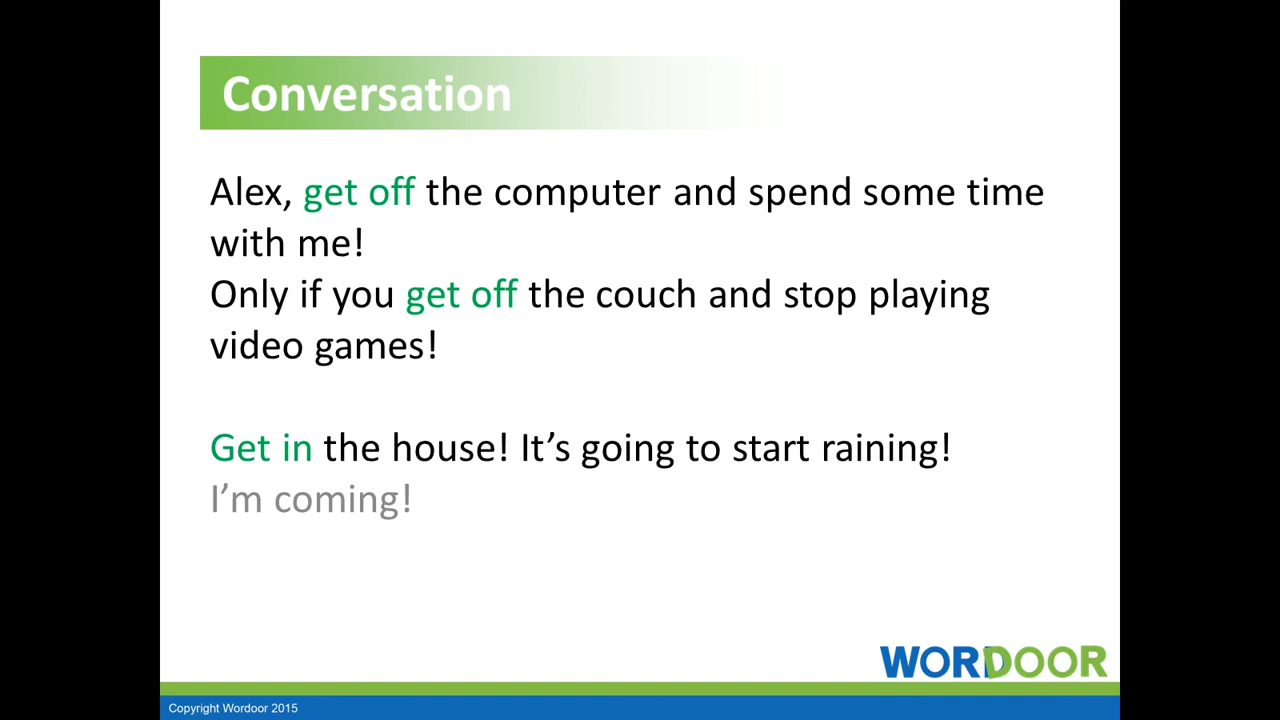 Conversation
Alex, get off the computer and spend some time
with me!
Only if you get off the couch and stop playing
video games!
Get in the house! It’s going to start raining!
I’m coming!
WORDOOR
Copyright Wordoor 2015